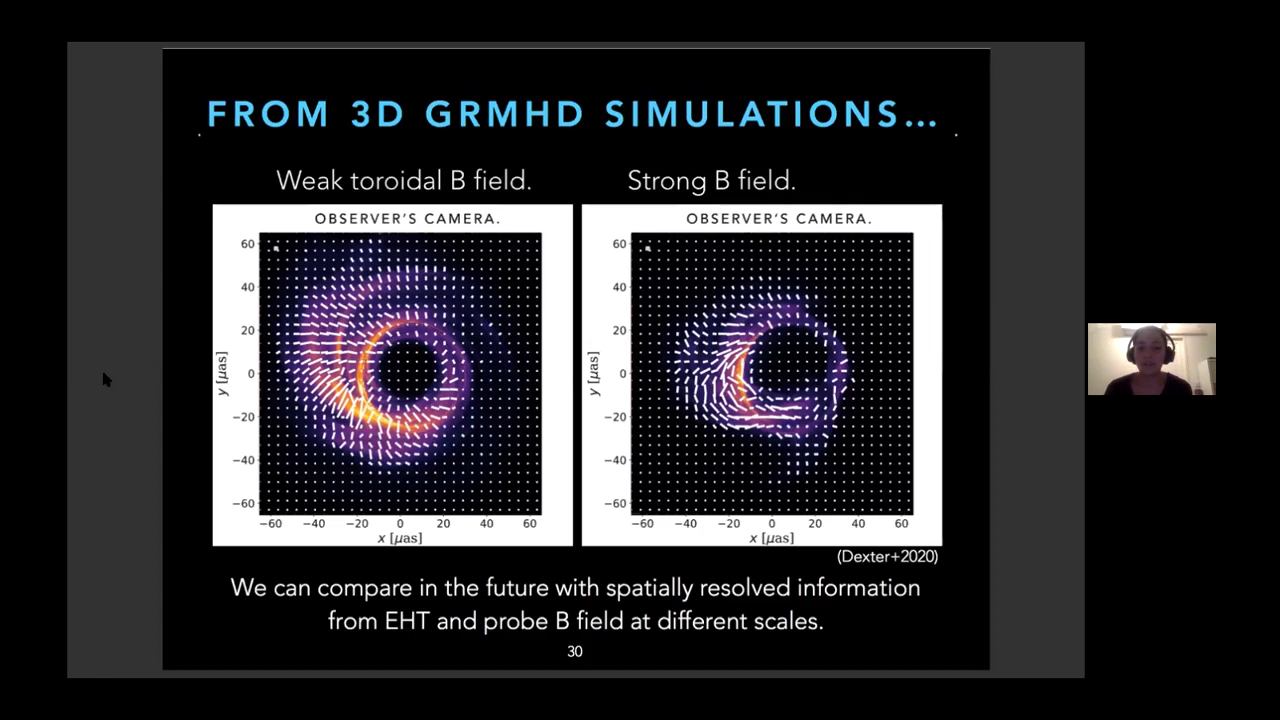 FROM 3D GRMHD SIMULATIONS...
Weak toroidal B field.
Strong B field.
OBSERVER'S CAMERA.
60
40
20
0
−20
−40
−60
y [μas]
−60 −40 −20 0 20 40 60
x [μas]
OBSERVER'S CAMERA.
60
40
20
0
−20
−40
−60
y [μas]
−60 −40 −20 0 20 40 60
x [μas]
(Dexter+2020)
We can compare in the future with spatially resolved information
from EHT and probe B field at different scales.
30